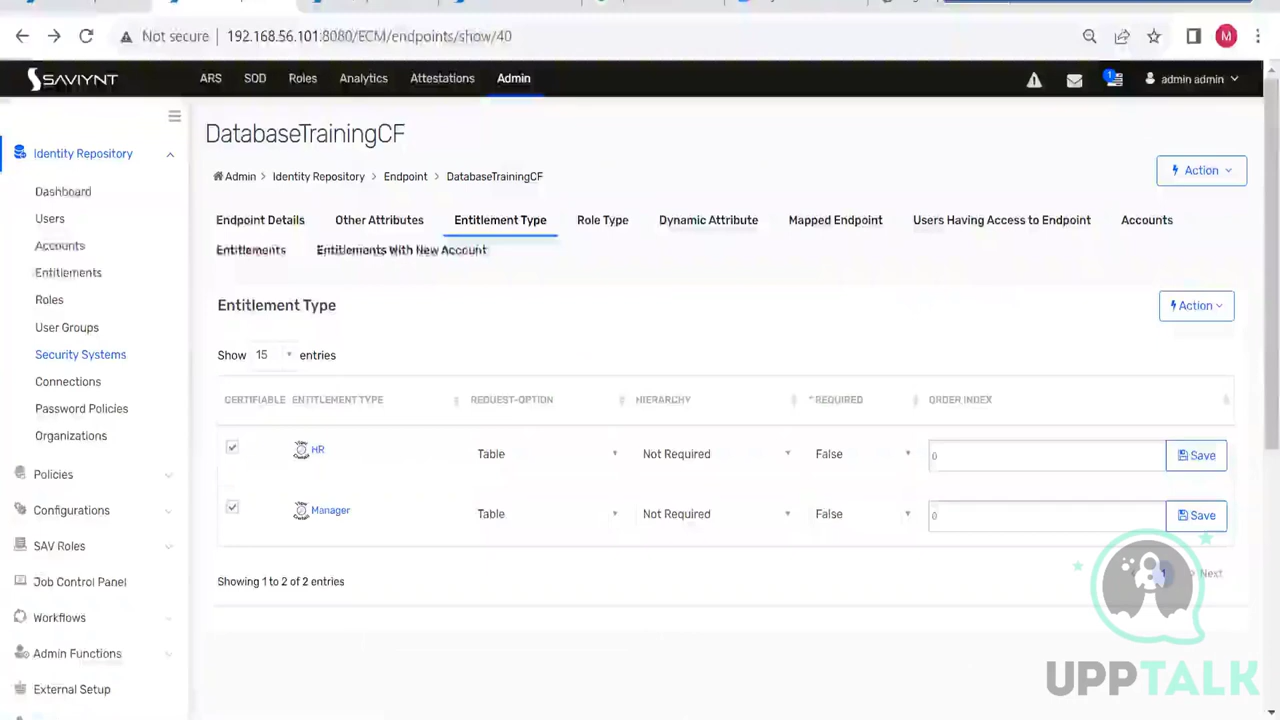 Not secure 192.168.56.101:8080/ECM/endpoints/show/40 M
SAVIYNT ARS SOD Roles Analytics Attestations Admin 1 admin admin
Identity Repository
Dashboard
Users
Accounts
Entitlements
Roles
User Groups
Security Systems
Connections
Password Policies
Organizations
Policies
Configurations
SAV Roles
Job Control Panel
Workflows
Admin Functions
External Setup
DatabaseTrainingCF
Admin > Identity Repository > Endpoint > DatabaseTrainingCF
Action
Endpoint Details Other Attributes Entitlement Type Role Type Dynamic Attribute Mapped Endpoint Users Having Access to Endpoint Accounts
Entitlements Entitlements With New Account
Entitlement Type Action
Show 15 entries
CERTIFIABLE ENTITLEMENT TYPE REQUEST-OPTION HIERARCHY * REQUIRED ORDER INDEX
HR Table Not Required False 0 Save
Manager Table Not Required False 0 Save
Showing 1 to 2 of 2 entries 1 Next
UPPTALK